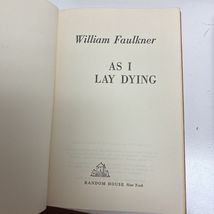 William Faulkner
AS I
LAY DYING
RANDOM HOUSE New York